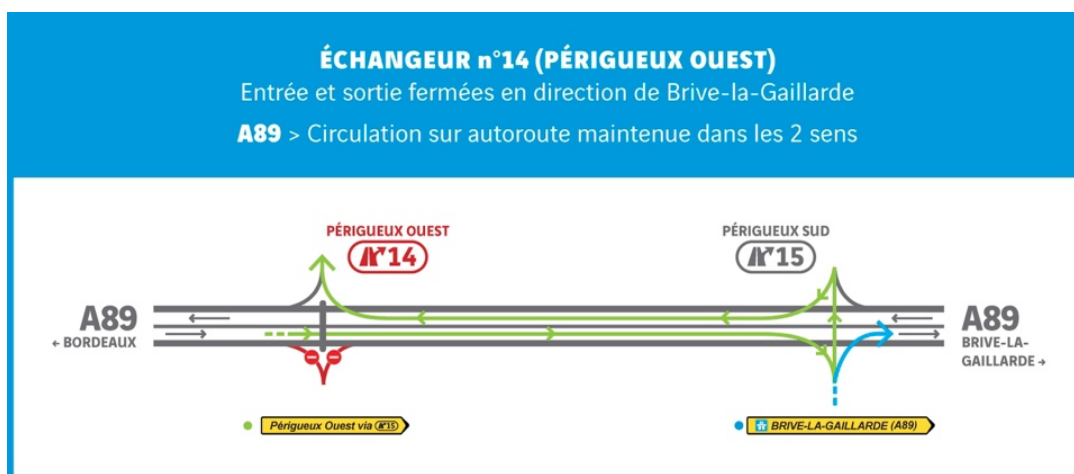 ÉCHANGEUR n°14 (PÉRIGUEUX OUEST)
Entrée et sortie fermées en direction de Brive-la-Gaillarde
A89 > Circulation sur autoroute maintenue dans les 2 sens
PÉRIGUEUX OUEST
14
PÉRIGUEUX SUD
15
A89
← BORDEAUX
A89
BRIVE-LA-
GAILLARDE →
Périgueux Ouest via 15
BRIVE-LA-GAILLARDE (A89)